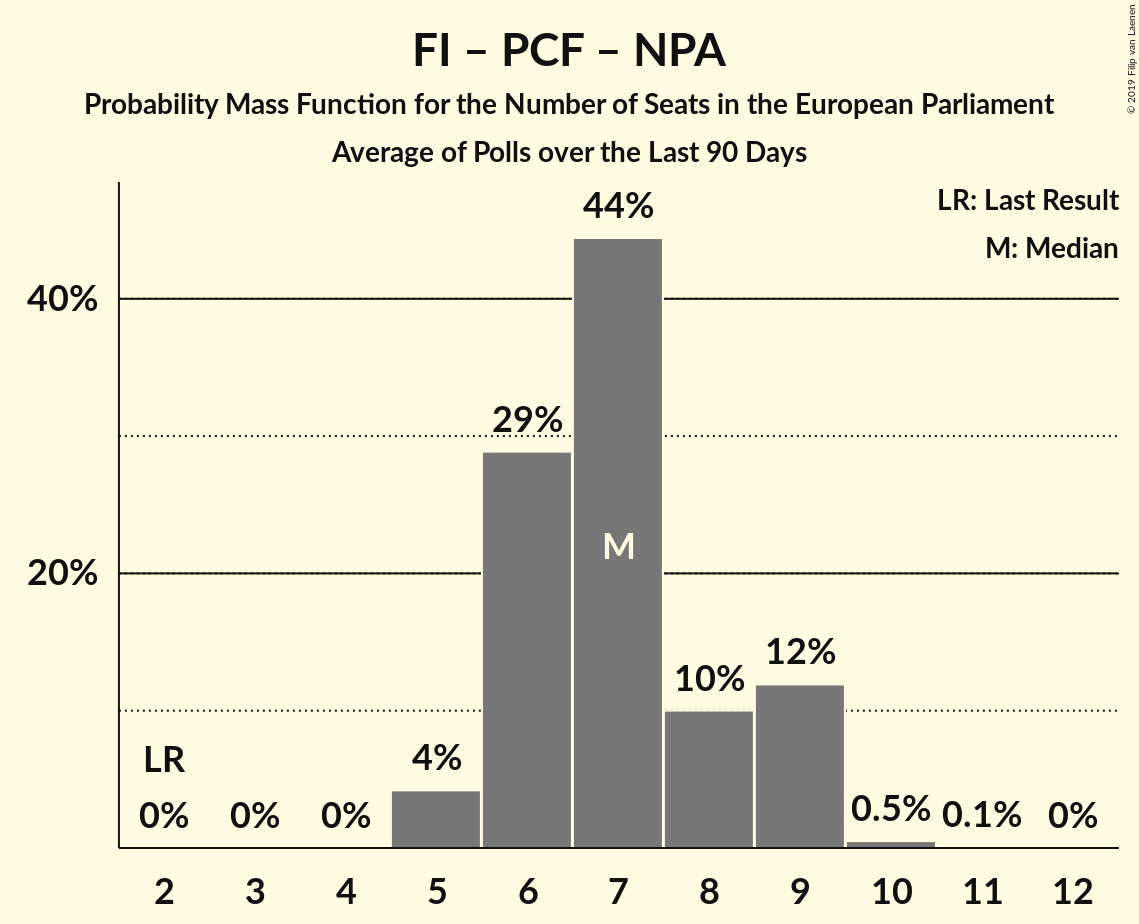 FI – PCF – NPA
Probability Mass Function for the Number of Seats in the European Parliament
Average of Polls over the Last 90 Days
© 2019 Filip van Laenen
LR: Last Result
M: Median
44%
40%
29%
M
20%
12%
10%
LR
4%
0% 0% 0% 0.5% 0.1% 0%
2 3 4 5 6 7 8 9 10 11 12